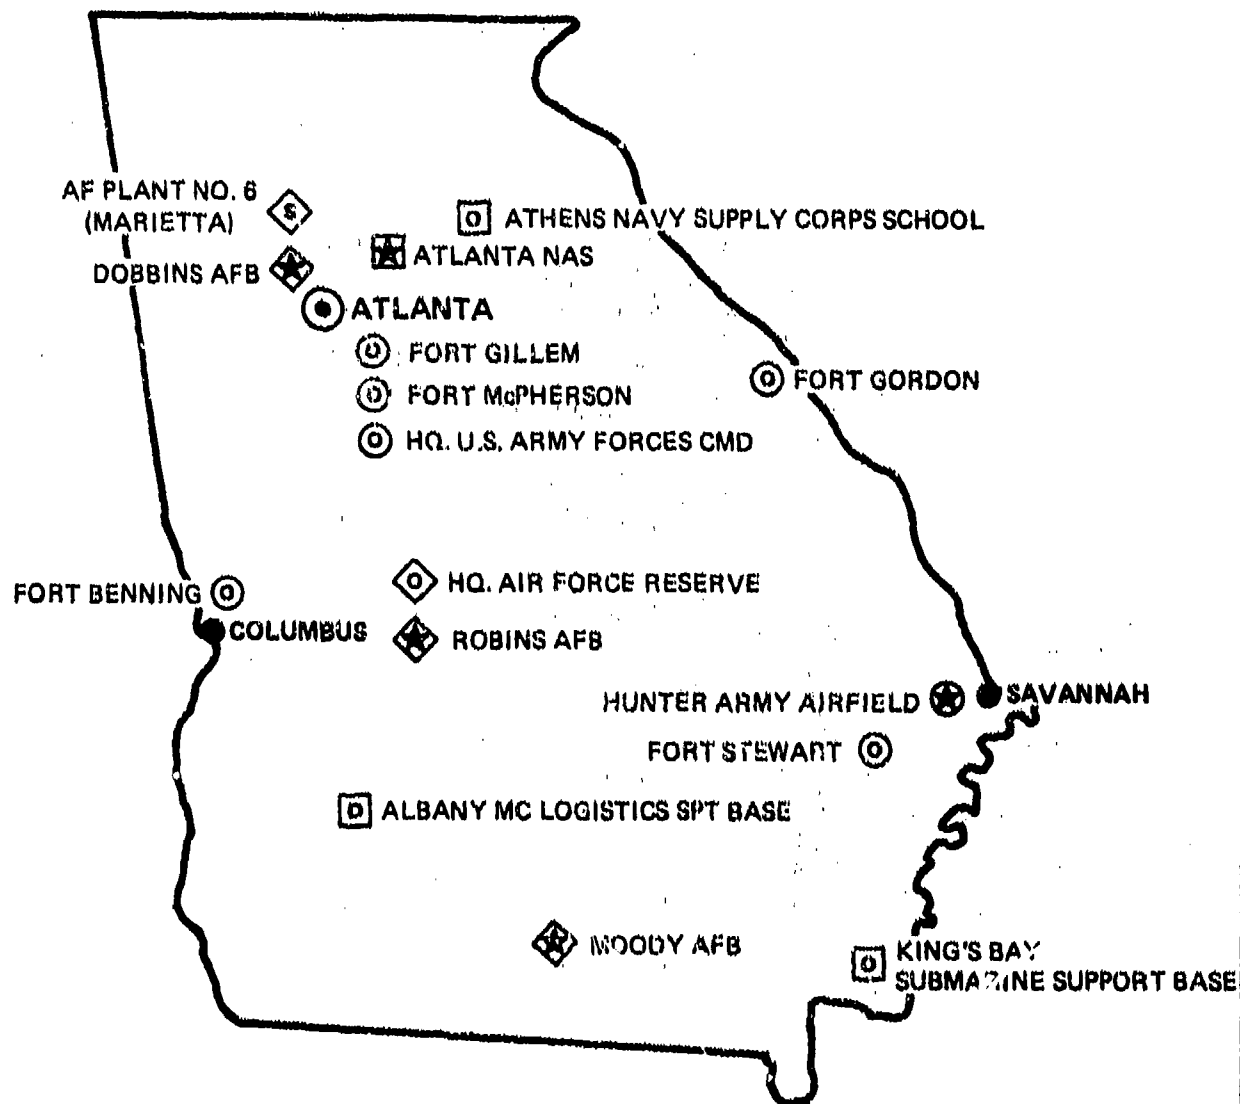 AF PLANT NO. 6
(MARIETTA)
S
O ATHENS NAVY SUPPLY CORPS SCHOOL
ATLANTA NAS
DOBBINS AFB
ATLANTA
O FORT GILLEM
O FORT McPHERSON
O HQ. U.S. ARMY FORCES CMD
O FORT GORDON
FORT BENNING O
COLUMBUS
O HQ. AIR FORCE RESERVE
ROBINS AFB
HUNTER ARMY AIRFIELD
SAVANNAH
FORT STEWART O
O ALBANY MC LOGISTICS SPT BASE
MOODY AFB
O KING'S BAY
SUBMARINE SUPPORT BASE